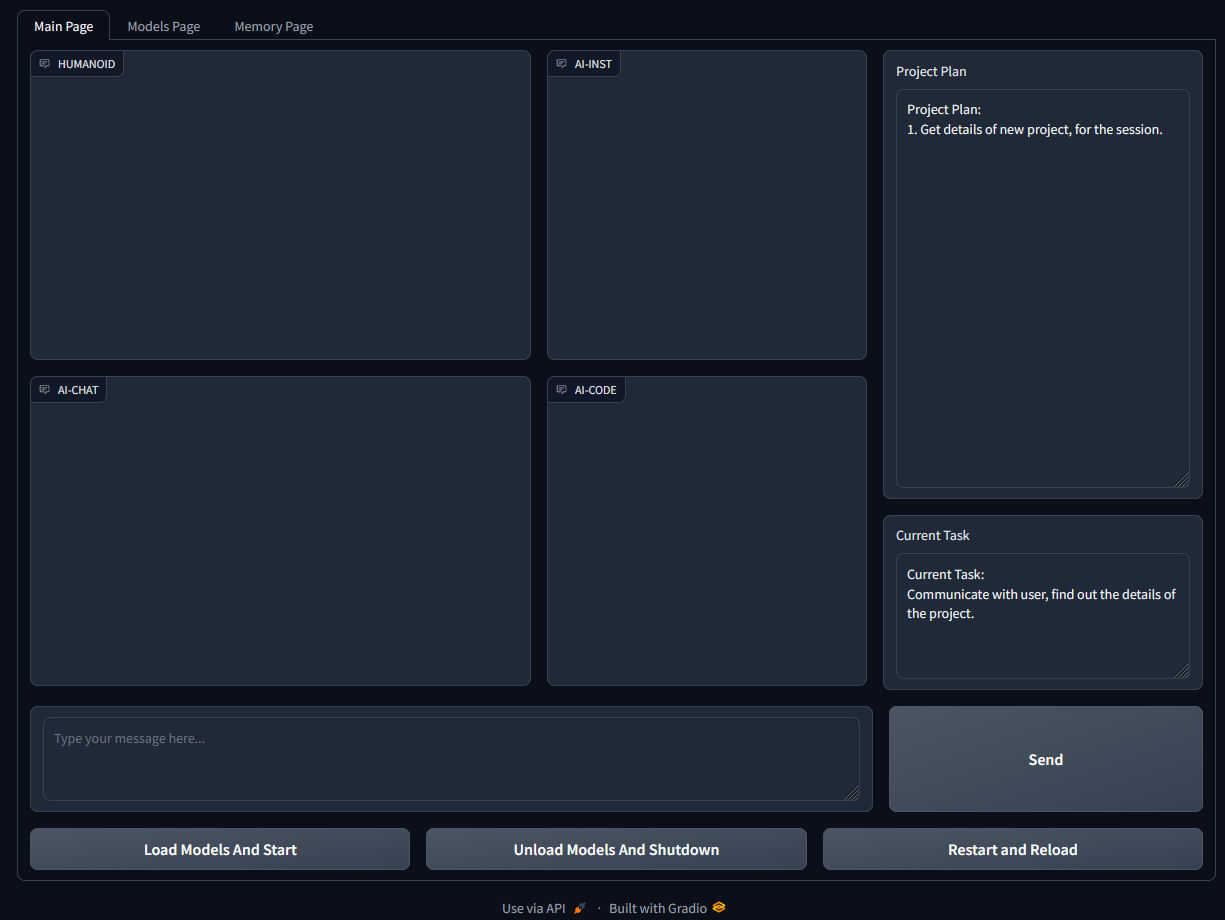 Main Page
Models Page
Memory Page
HUMANOID
AI-INST
Project Plan
Project Plan:
1. Get details of new project, for the session.
AI-CHAT
AI-CODE
Current Task
Current Task:
Communicate with user, find out the details of
the project.
Type your message here...
Send
Load Models And Start
Unload Models And Shutdown
Restart and Reload
Use via API · Built with Gradio